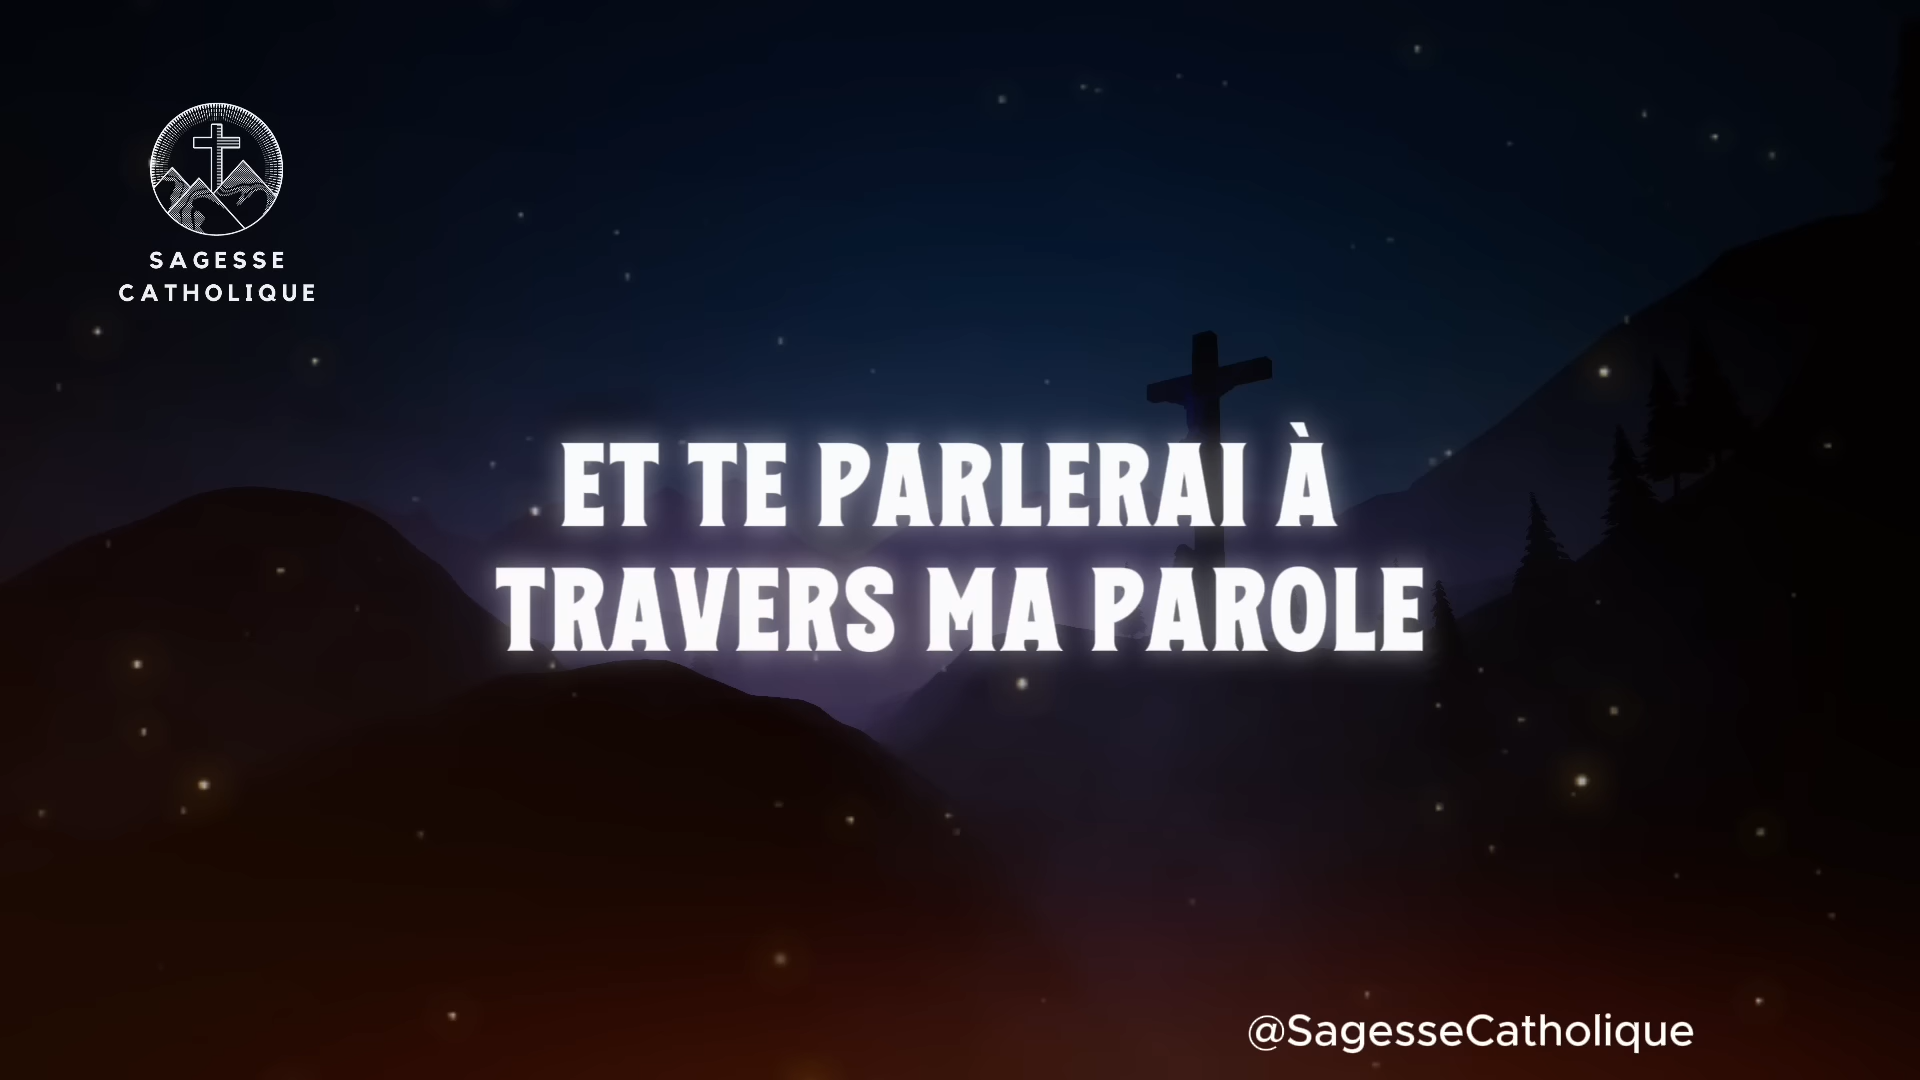 SAGESSE
CATHOLIQUE
ET TE PARLERAI À
TRAVERS MA PAROLE
@SagesseCatholique